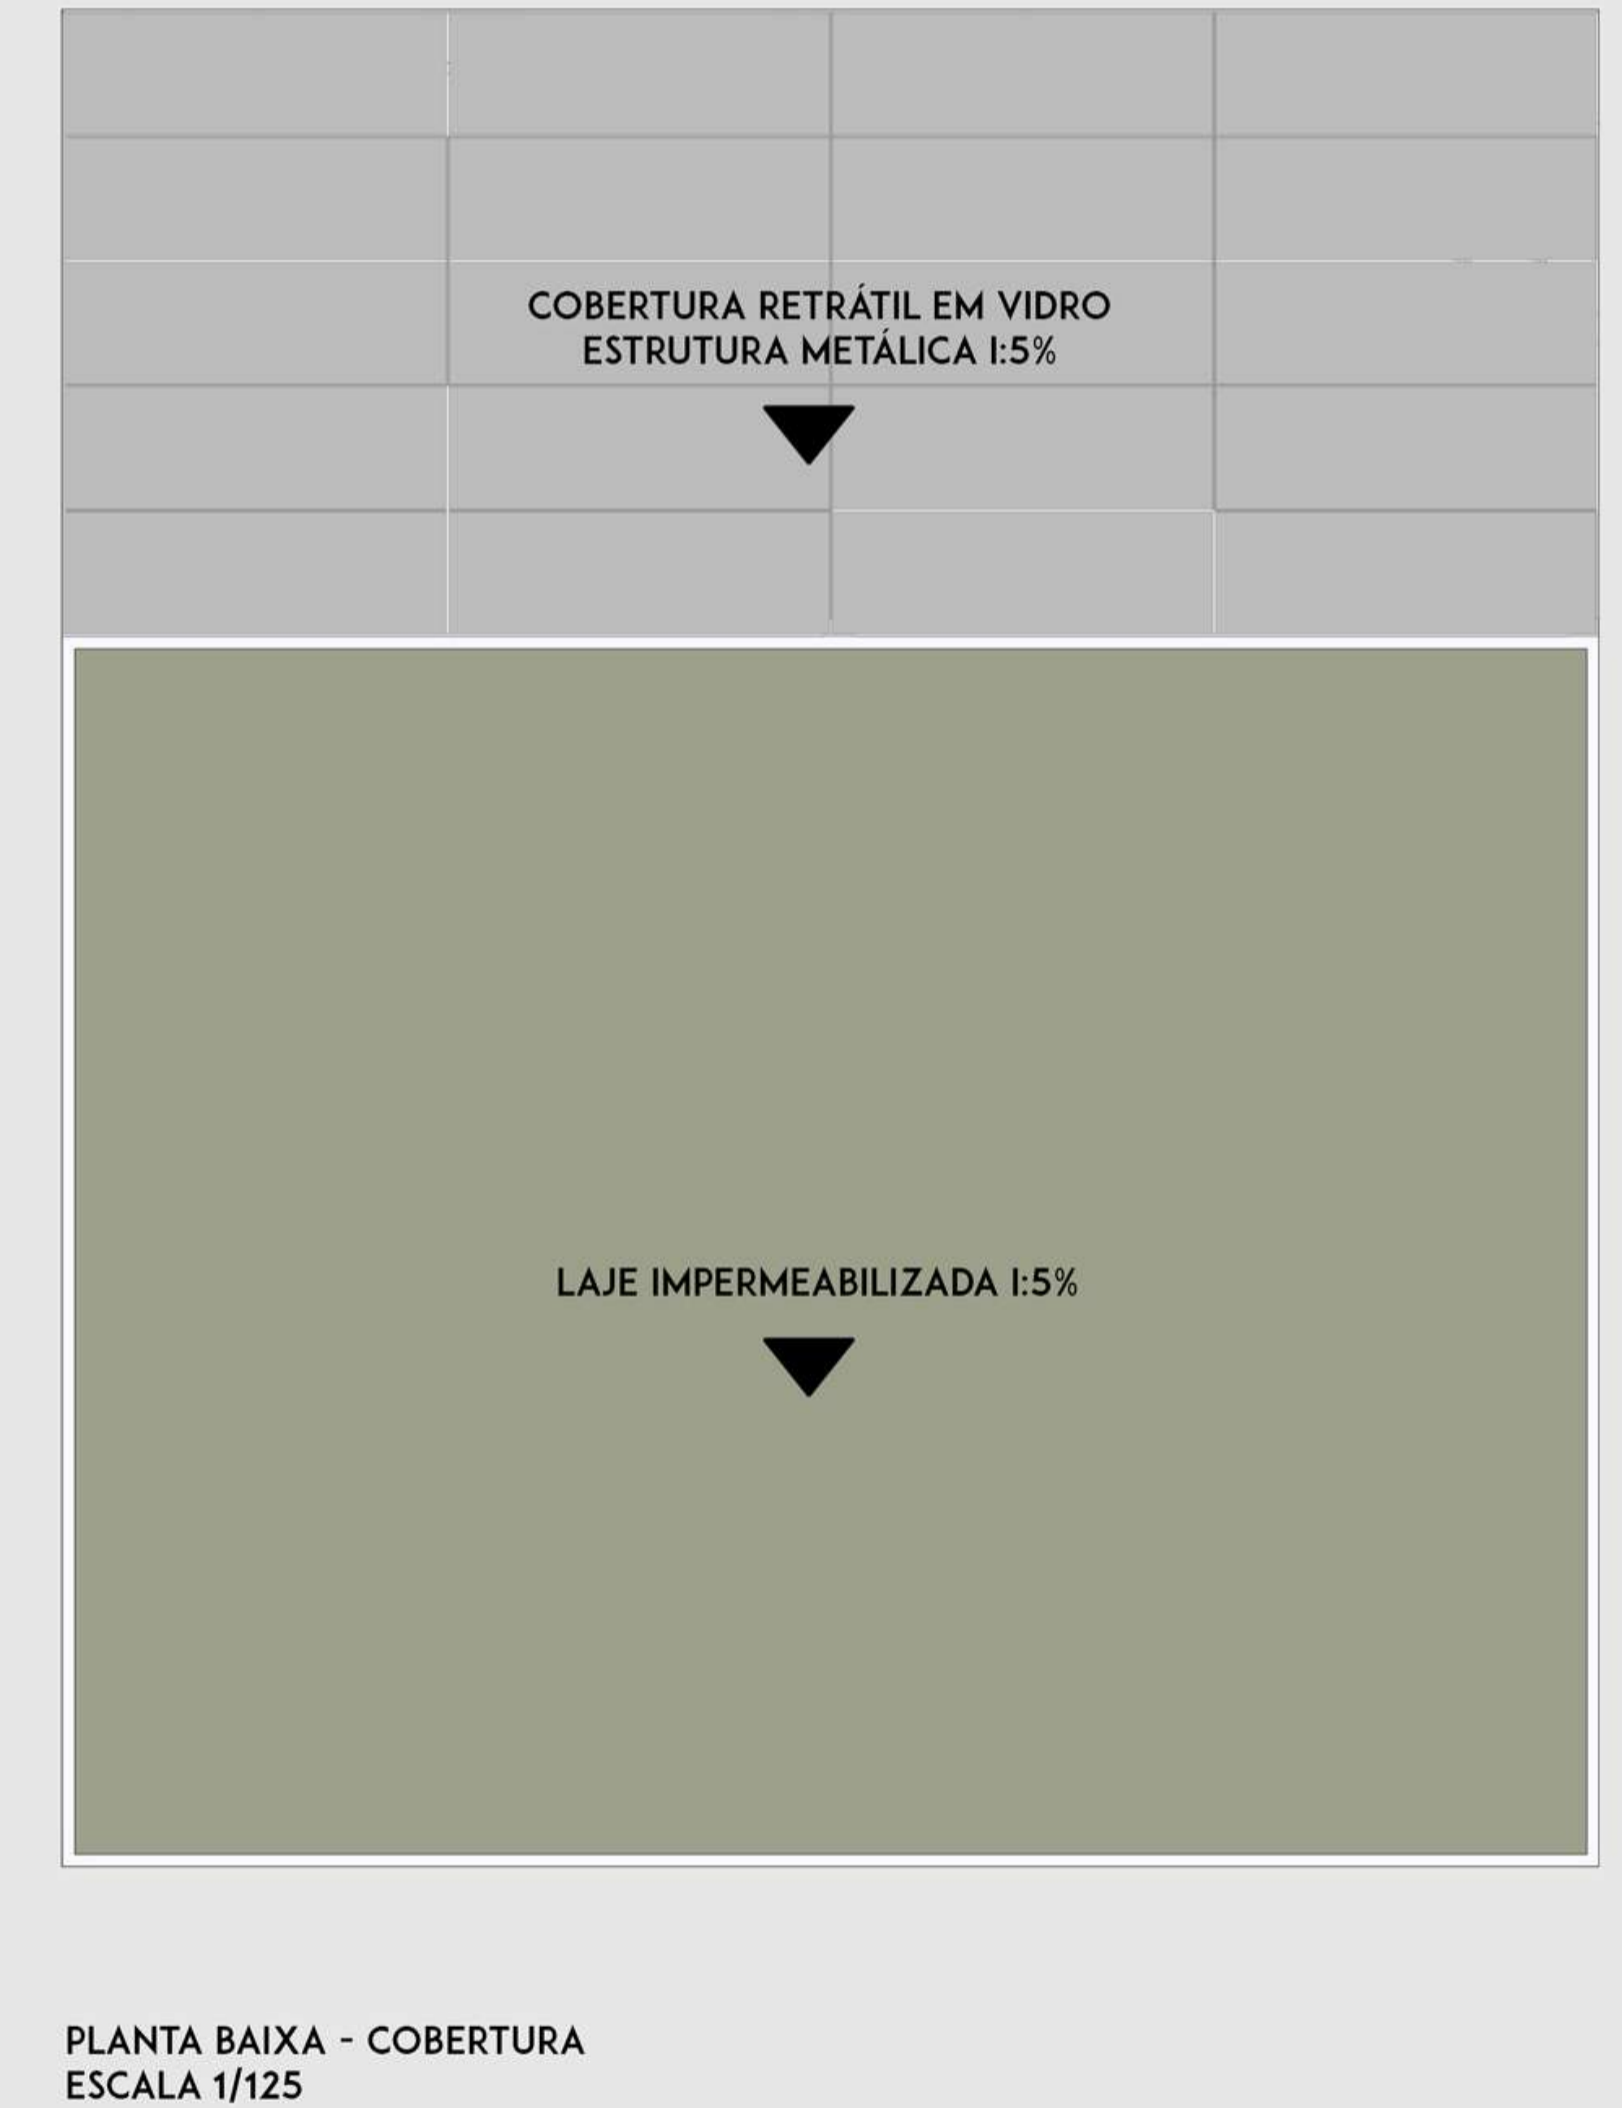 COBERTURA RETRÁTIL EM VIDRO
ESTRUTURA METÁLICA I:5%
LAJE IMPERMEABILIZADA I:5%
PLANTA BAIXA - COBERTURA
ESCALA 1/125